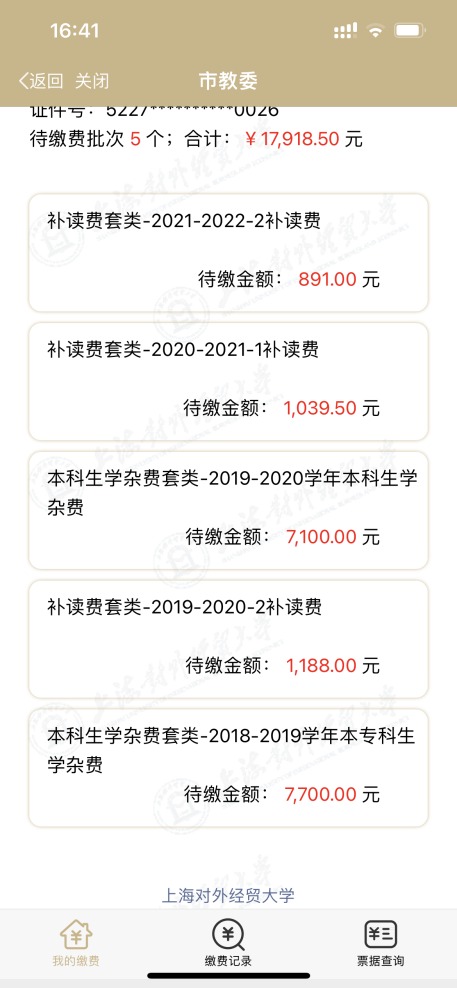 16:41
返回 关闭 市教委
证件号：5227**********0026
待缴费批次 5 个；合计：￥17,918.50 元
补读费套类-2021-2022-2补读费
待缴金额： 891.00 元
补读费套类-2020-2021-1补读费
待缴金额： 1,039.50 元
本科生学杂费套类-2019-2020学年本科生学
杂费
待缴金额： 7,100.00 元
补读费套类-2019-2020-2补读费
待缴金额： 1,188.00 元
本科生学杂费套类-2018-2019学年本专科生
学杂费
待缴金额： 7,700.00 元
上海对外经贸大学
我的缴费 缴费记录 票据查询